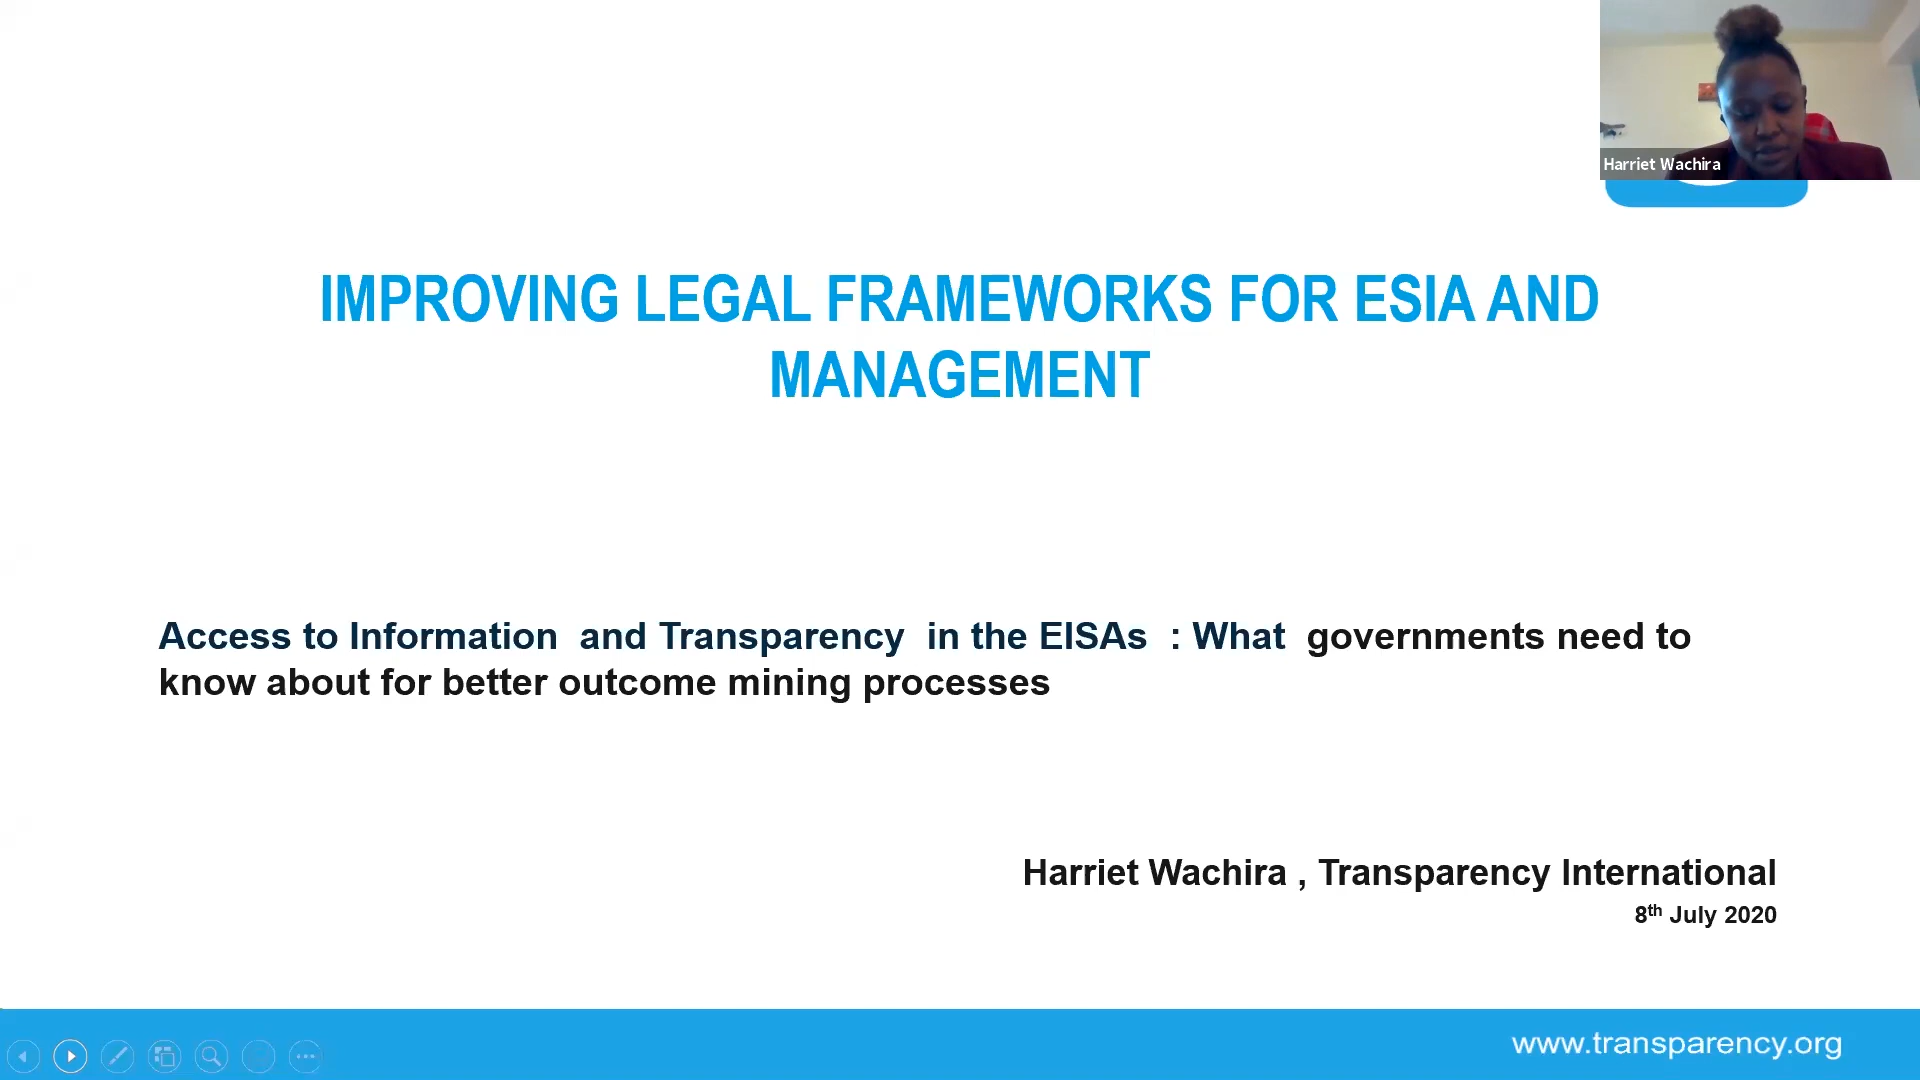 Harriet Wachira
IMPROVING LEGAL FRAMEWORKS FOR ESIA AND
MANAGEMENT
Access to Information and Transparency in the EISAs : What governments need to
know about for better outcome mining processes
Harriet Wachira , Transparency International
8th July 2020
www.transparency.org